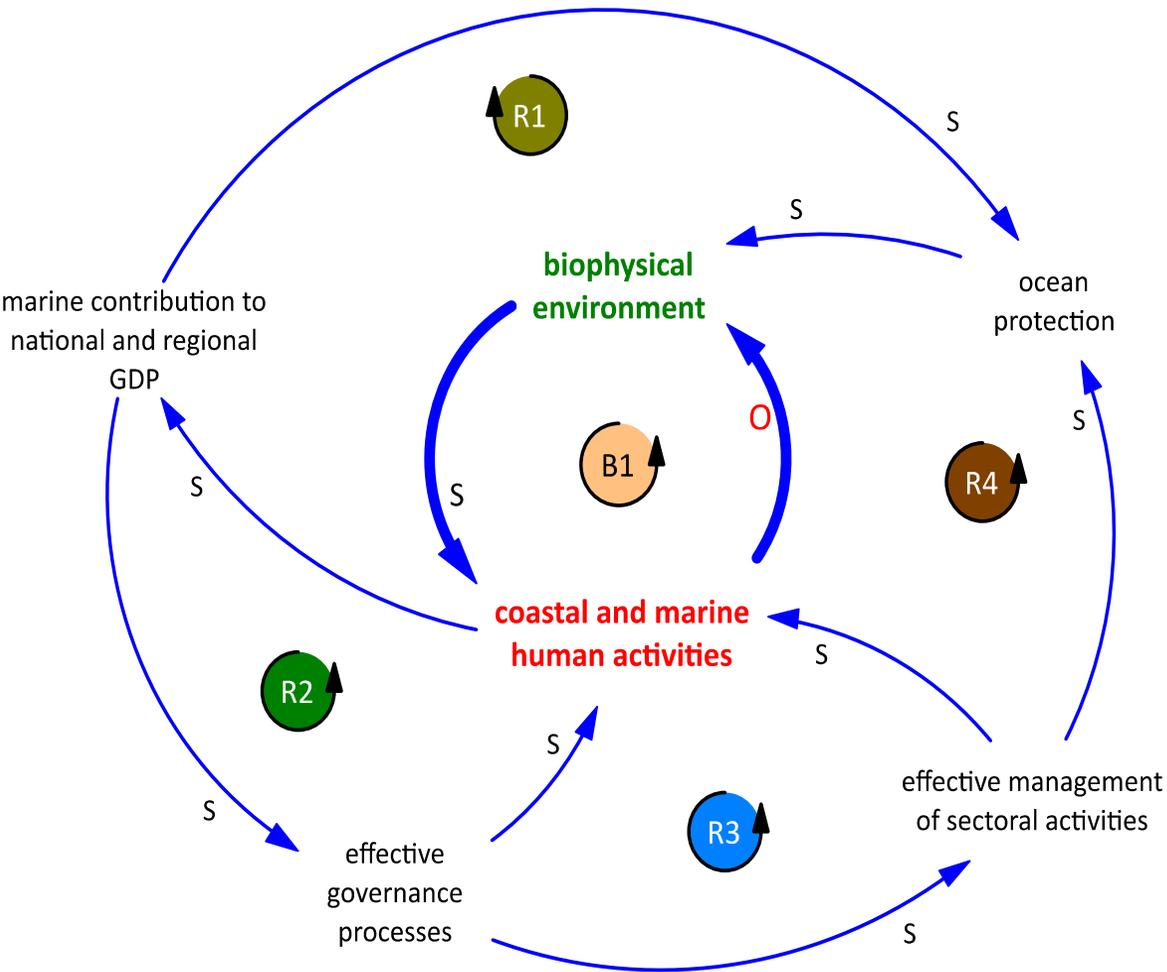 R1
S
S
biophysical
environment
ocean
protection
marine contribution to
national and regional
GDP
O
S
B1
R4
S
S
coastal and marine
human activities
S
R2
S
effective management
of sectoral activities
S
R3
effective
governance
processes
S